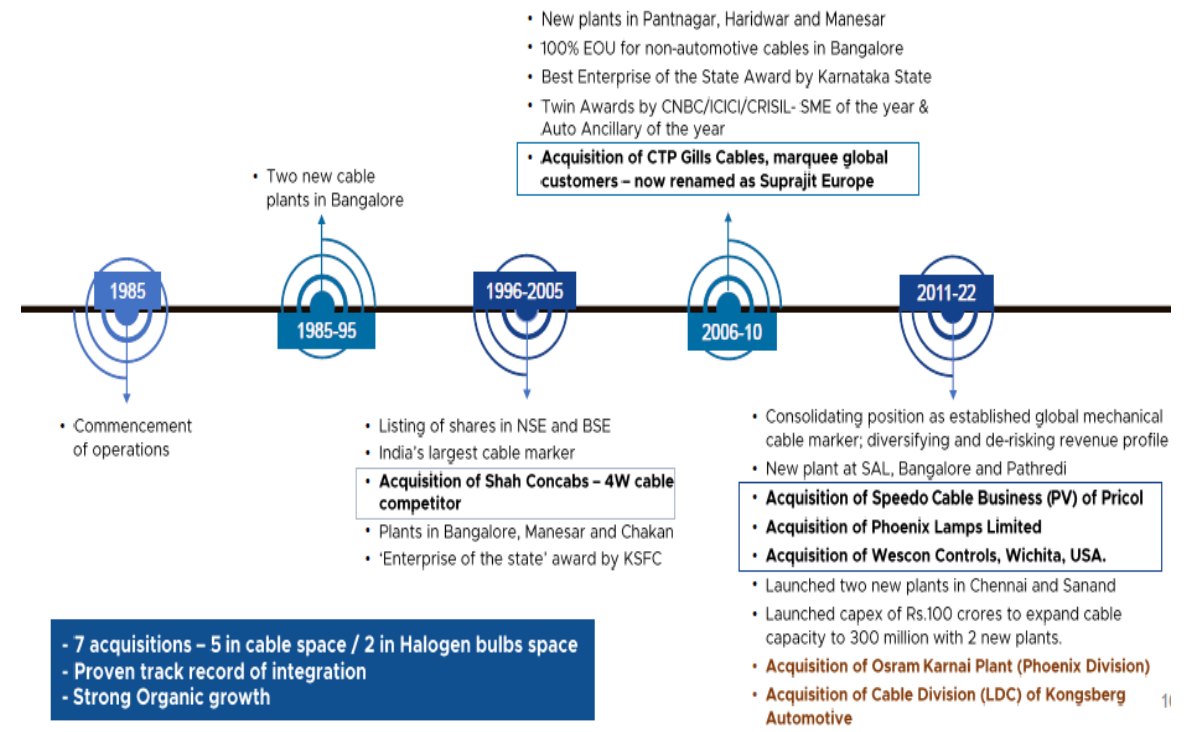 • New plants in Pantnagar, Haridwar and Manesar
• 100% EOU for non-automotive cables in Bangalore
• Best Enterprise of the State Award by Karnataka State
• Twin Awards by CNBC/ICICI/CRISIL- SME of the year &
Auto Ancillary of the year
• Acquisition of CTP Gills Cables, marquee global
customers – now renamed as Suprajit Europe
• Two new cable
plants in Bangalore
1985
1985-95
1996-2005
2006-10
2011-22
• Commencement
of operations
• Listing of shares in NSE and BSE
• India's largest cable marker
• Acquisition of Shah Concabs – 4W cable
competitor
• Plants in Bangalore, Manesar and Chakan
• 'Enterprise of the state' award by KSFC
• Consolidating position as established global mechanical
cable marker; diversifying and de-risking revenue profile
• New plant at SAL, Bangalore and Pathredi
• Acquisition of Speedo Cable Business (PV) of Pricol
• Acquisition of Phoenix Lamps Limited
• Acquisition of Wescon Controls, Wichita, USA.
• Launched two new plants in Chennai and Sanand
• Launched capex of Rs.100 crores to expand cable
capacity to 300 million with 2 new plants.
• Acquisition of Osram Karnai Plant (Phoenix Division)
• Acquisition of Cable Division (LDC) of Kongsberg
Automotive
- 7 acquisitions – 5 in cable space / 2 in Halogen bulbs space
- Proven track record of integration
- Strong Organic growth